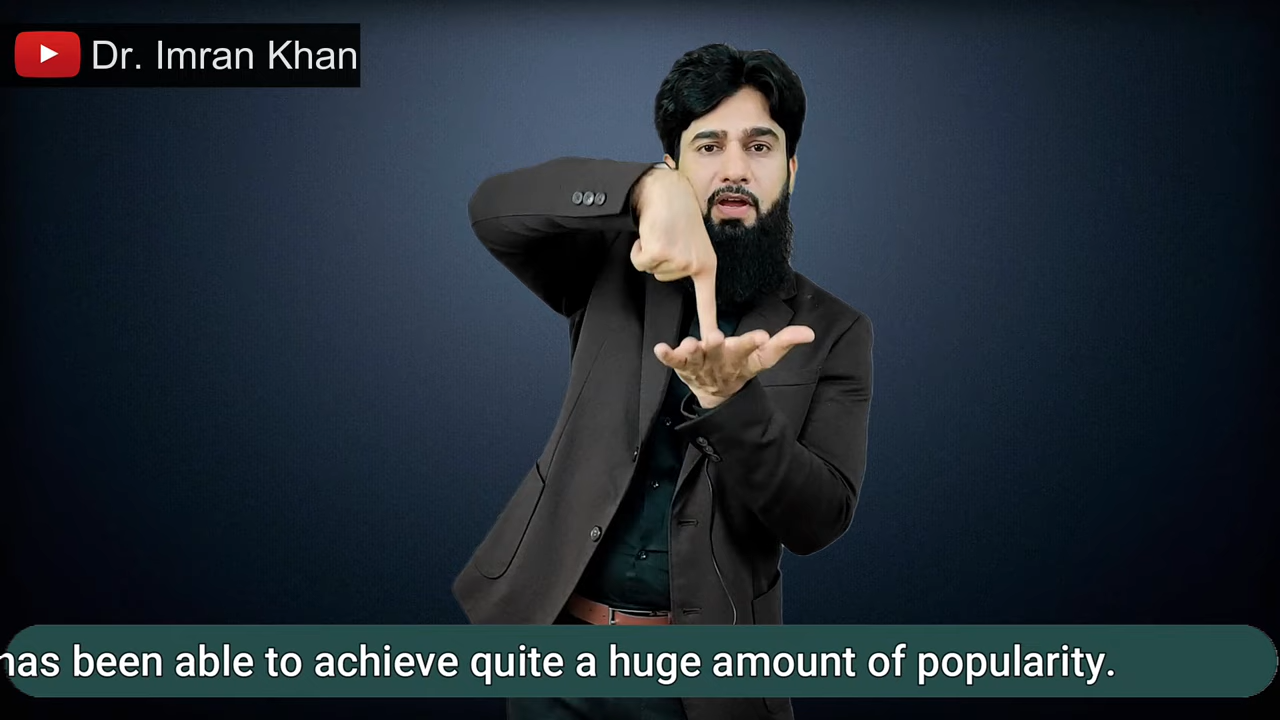 Dr. Imran Khan
has been able to achieve quite a huge amount of popularity.